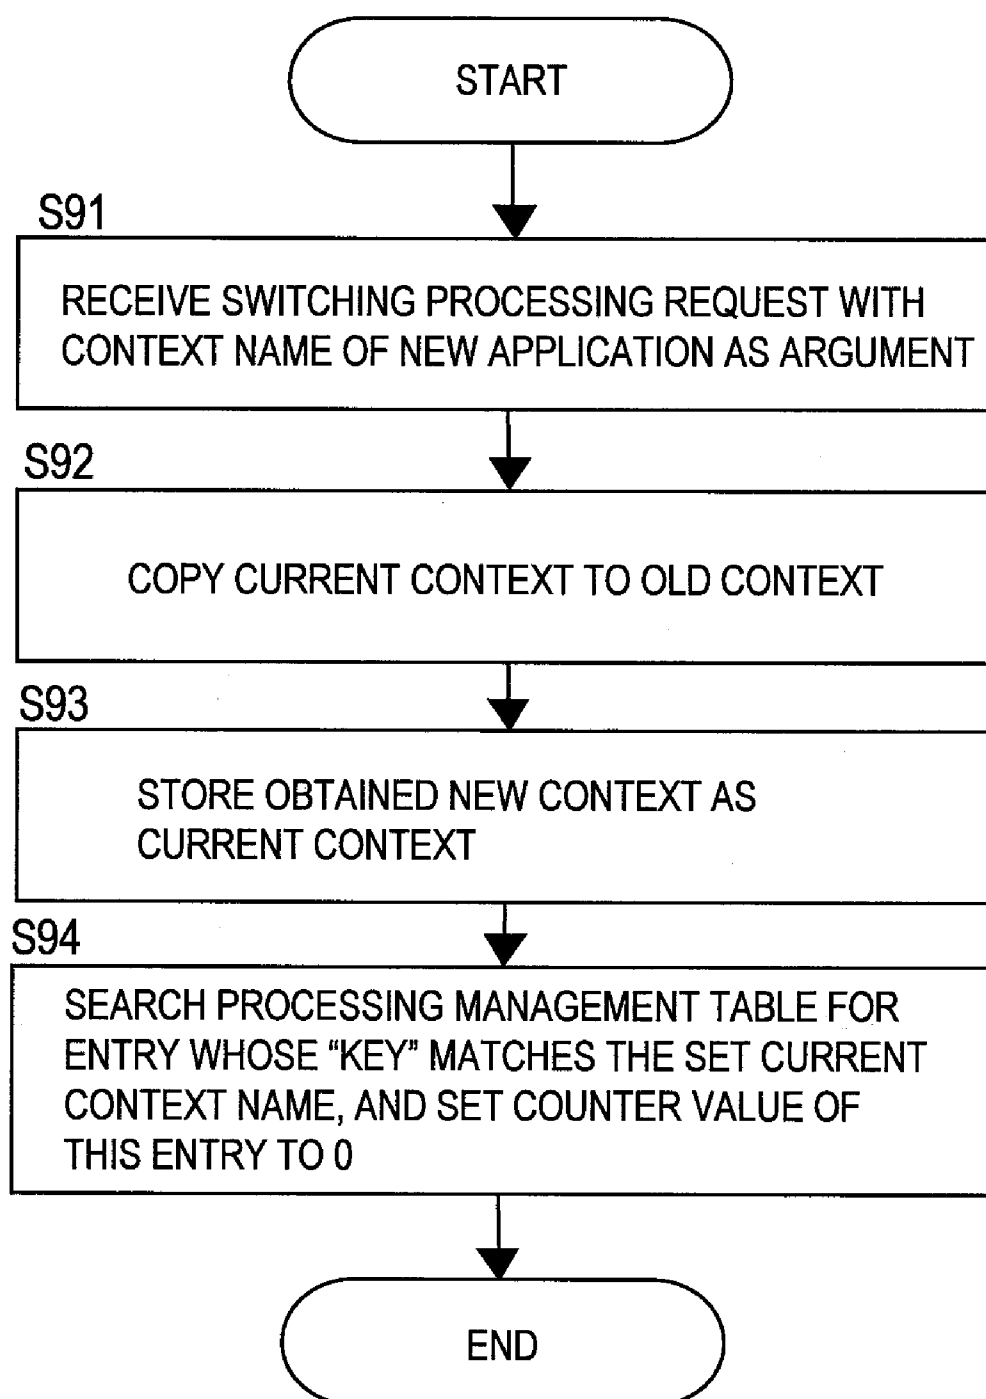 START
S91
RECEIVE SWITCHING PROCESSING REQUEST WITH
CONTEXT NAME OF NEW APPLICATION AS ARGUMENT
S92
COPY CURRENT CONTEXT TO OLD CONTEXT
S93
STORE OBTAINED NEW CONTEXT AS
CURRENT CONTEXT
S94
SEARCH PROCESSING MANAGEMENT TABLE FOR
ENTRY WHOSE “KEY” MATCHES THE SET CURRENT
CONTEXT NAME, AND SET COUNTER VALUE OF
THIS ENTRY TO 0
END